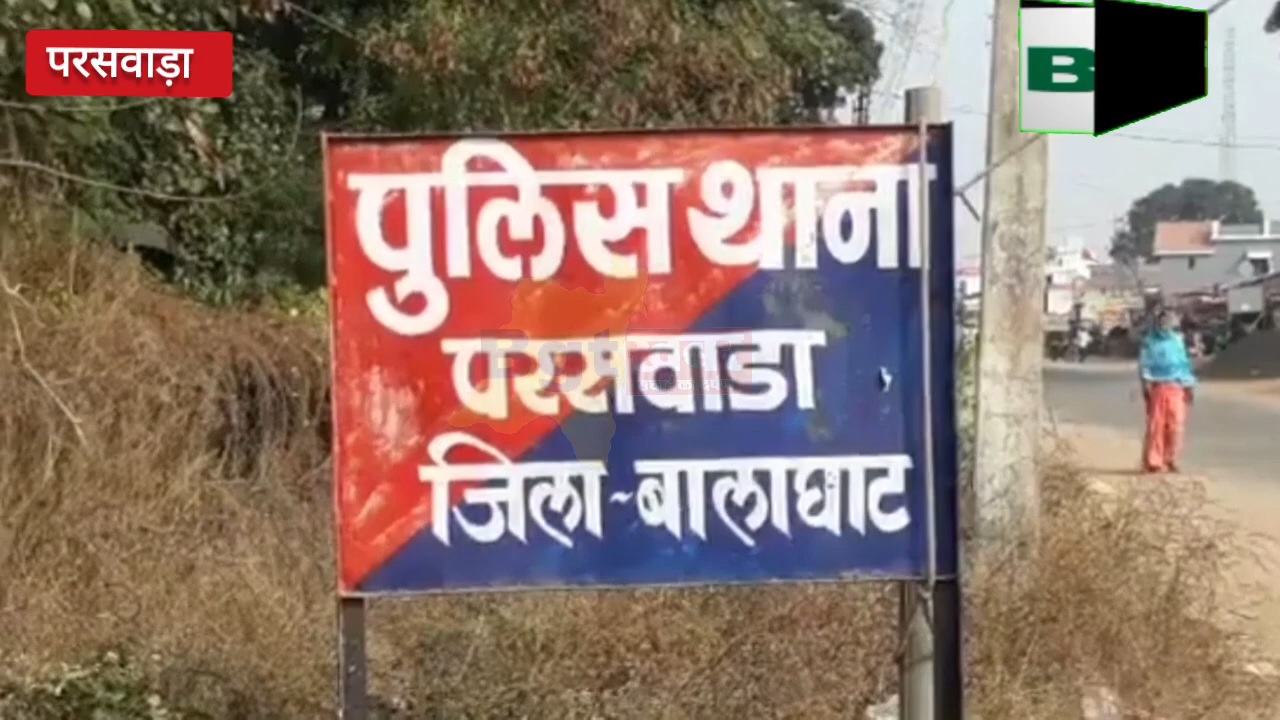 परसवाड़ा
B
पुलिस थाना
परसवाडा
जिला~बालाघाट